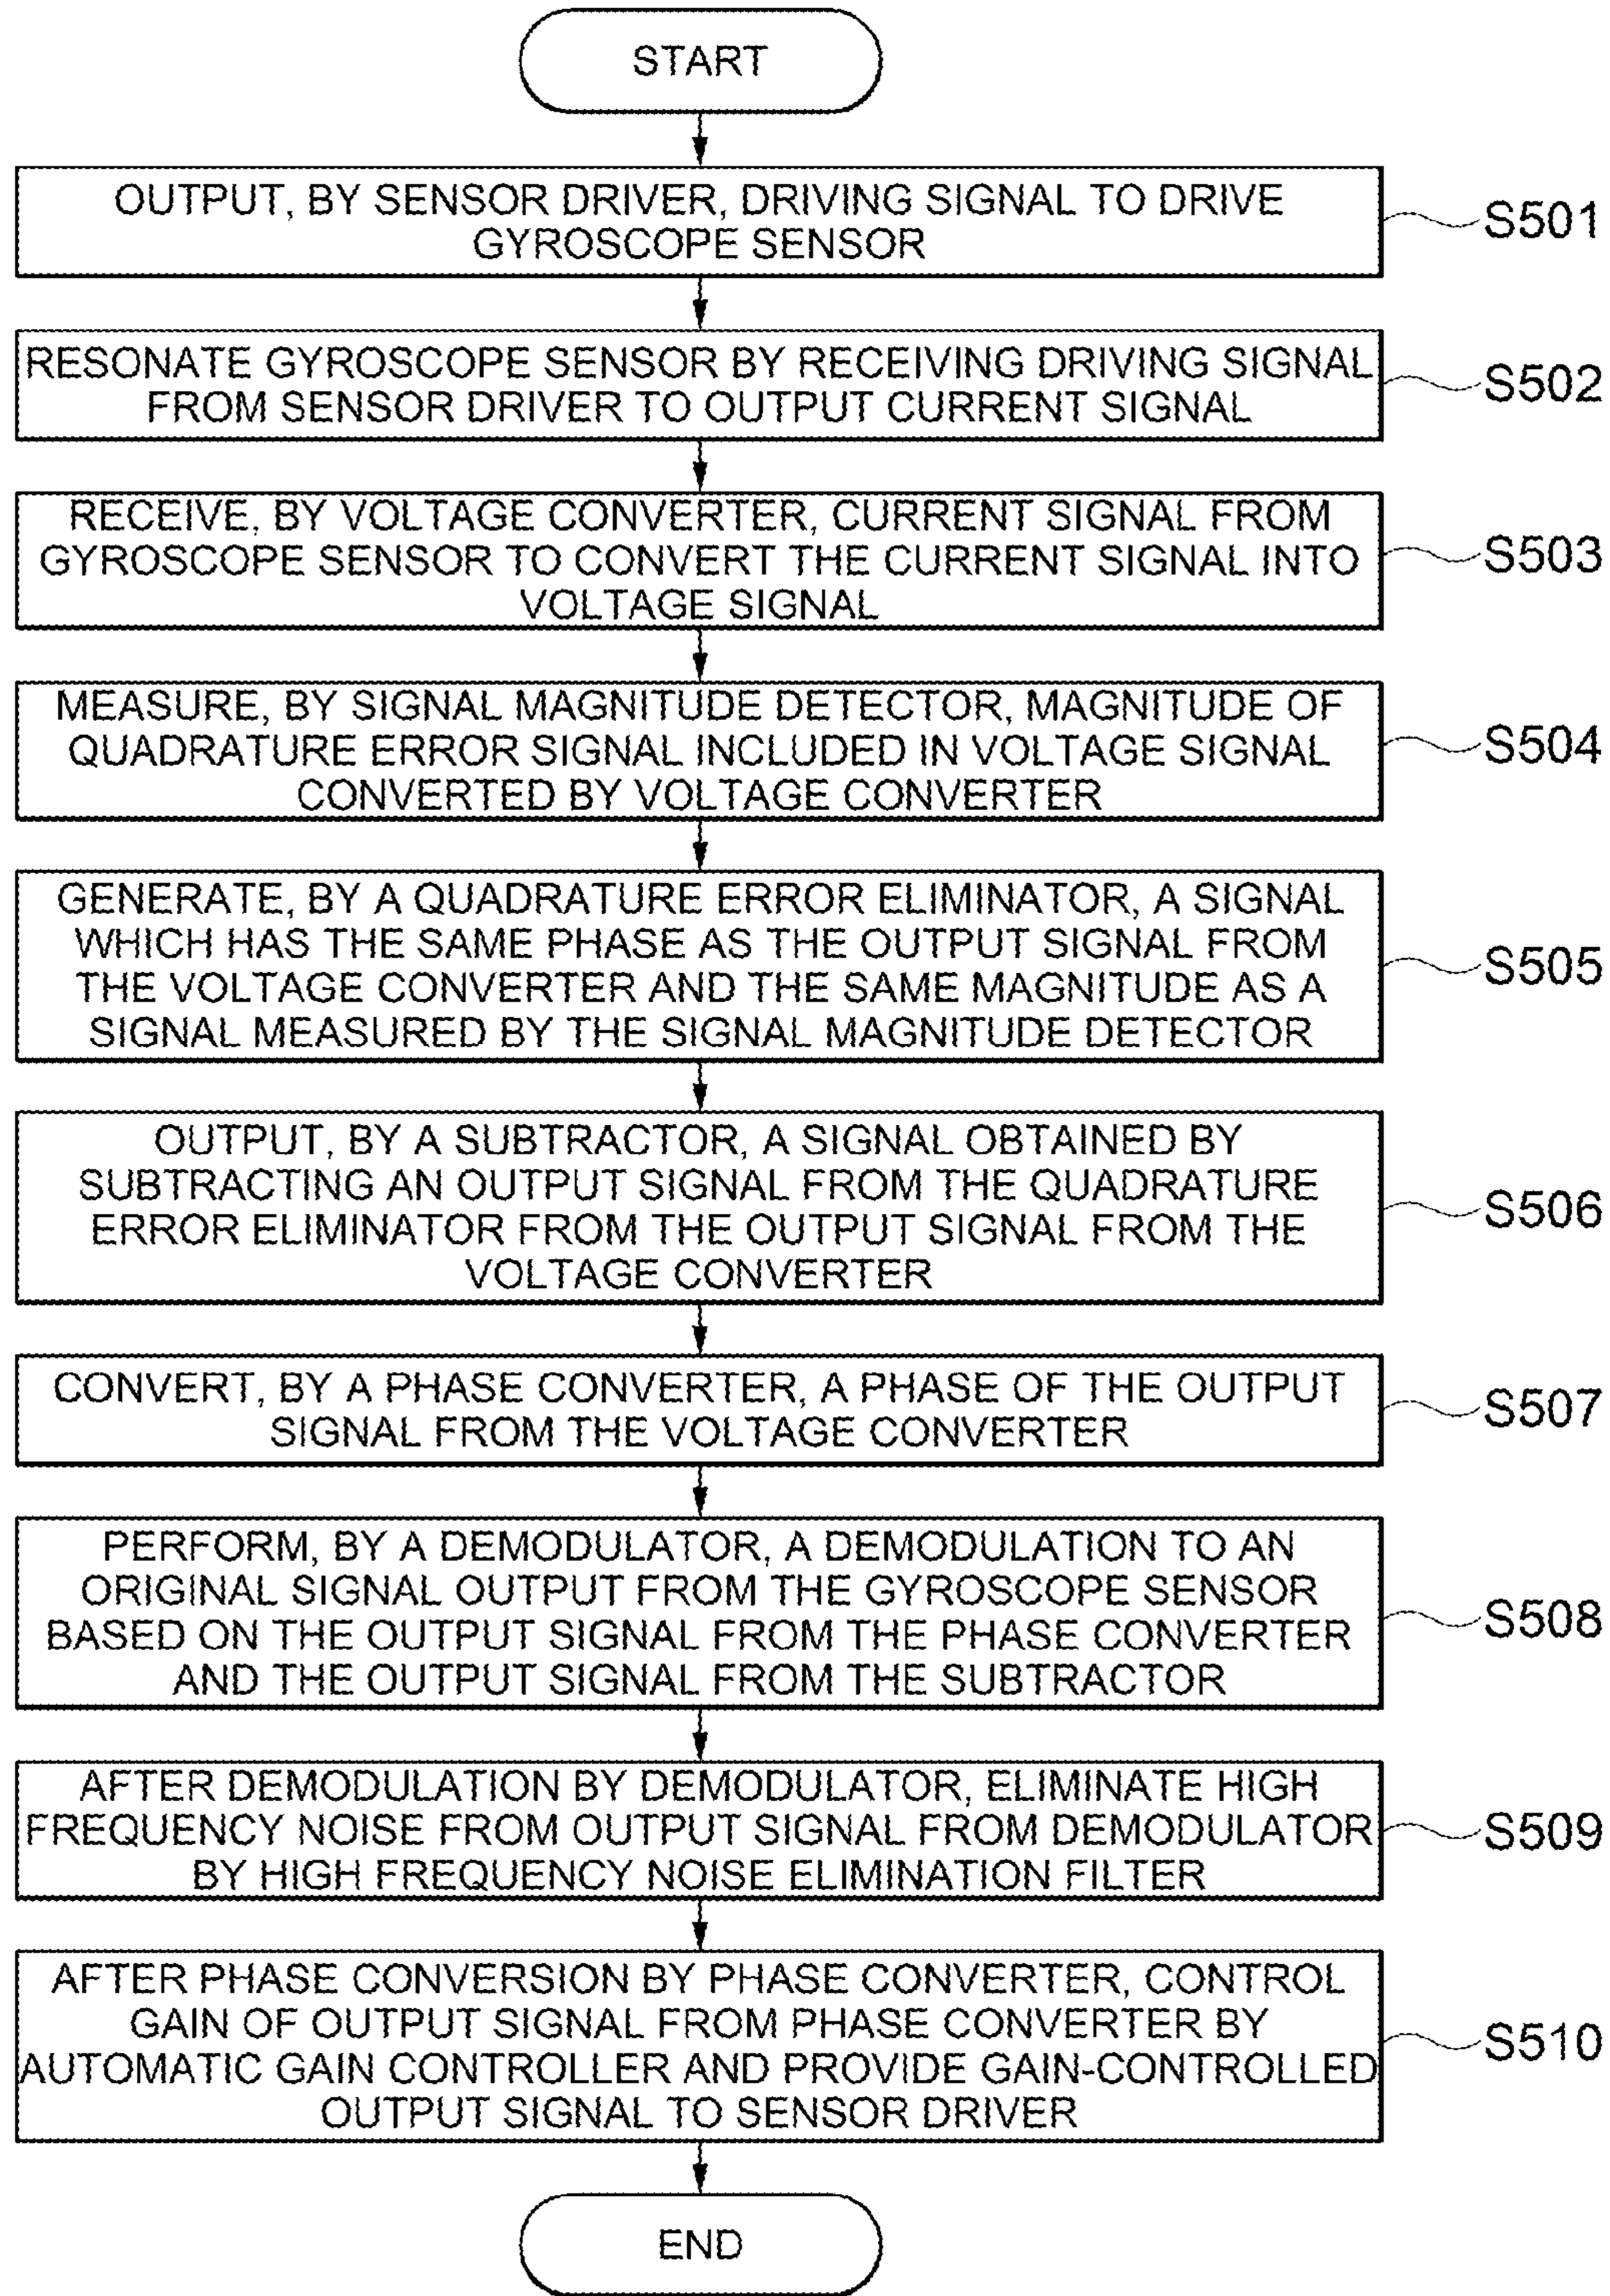 START
OUTPUT, BY SENSOR DRIVER, DRIVING SIGNAL TO DRIVE
GYROSCOPE SENSOR
S501
RESONATE GYROSCOPE SENSOR BY RECEIVING DRIVING SIGNAL
FROM SENSOR DRIVER TO OUTPUT CURRENT SIGNAL
S502
RECEIVE, BY VOLTAGE CONVERTER, CURRENT SIGNAL FROM
GYROSCOPE SENSOR TO CONVERT THE CURRENT SIGNAL INTO
VOLTAGE SIGNAL
S503
MEASURE, BY SIGNAL MAGNITUDE DETECTOR, MAGNITUDE OF
QUADRATURE ERROR SIGNAL INCLUDED IN VOLTAGE SIGNAL
CONVERTED BY VOLTAGE CONVERTER
S504
GENERATE, BY A QUADRATURE ERROR ELIMINATOR, A SIGNAL
WHICH HAS THE SAME PHASE AS THE OUTPUT SIGNAL FROM
THE VOLTAGE CONVERTER AND THE SAME MAGNITUDE AS A
SIGNAL MEASURED BY THE SIGNAL MAGNITUDE DETECTOR
S505
OUTPUT, BY A SUBTRACTOR, A SIGNAL OBTAINED BY
SUBTRACTING AN OUTPUT SIGNAL FROM THE QUADRATURE
ERROR ELIMINATOR FROM THE OUTPUT SIGNAL FROM THE
VOLTAGE CONVERTER
S506
CONVERT, BY A PHASE CONVERTER, A PHASE OF THE OUTPUT
SIGNAL FROM THE VOLTAGE CONVERTER
S507
PERFORM, BY A DEMODULATOR, A DEMODULATION TO AN
ORIGINAL SIGNAL OUTPUT FROM THE GYROSCOPE SENSOR
BASED ON THE OUTPUT SIGNAL FROM THE PHASE CONVERTER
AND THE OUTPUT SIGNAL FROM THE SUBTRACTOR
S508
AFTER DEMODULATION BY DEMODULATOR, ELIMINATE HIGH
FREQUENCY NOISE FROM OUTPUT SIGNAL FROM DEMODULATOR
BY HIGH FREQUENCY NOISE ELIMINATION FILTER
S509
AFTER PHASE CONVERSION BY PHASE CONVERTER, CONTROL
GAIN OF OUTPUT SIGNAL FROM PHASE CONVERTER BY
AUTOMATIC GAIN CONTROLLER AND PROVIDE GAIN-CONTROLLED
OUTPUT SIGNAL TO SENSOR DRIVER
S510
END